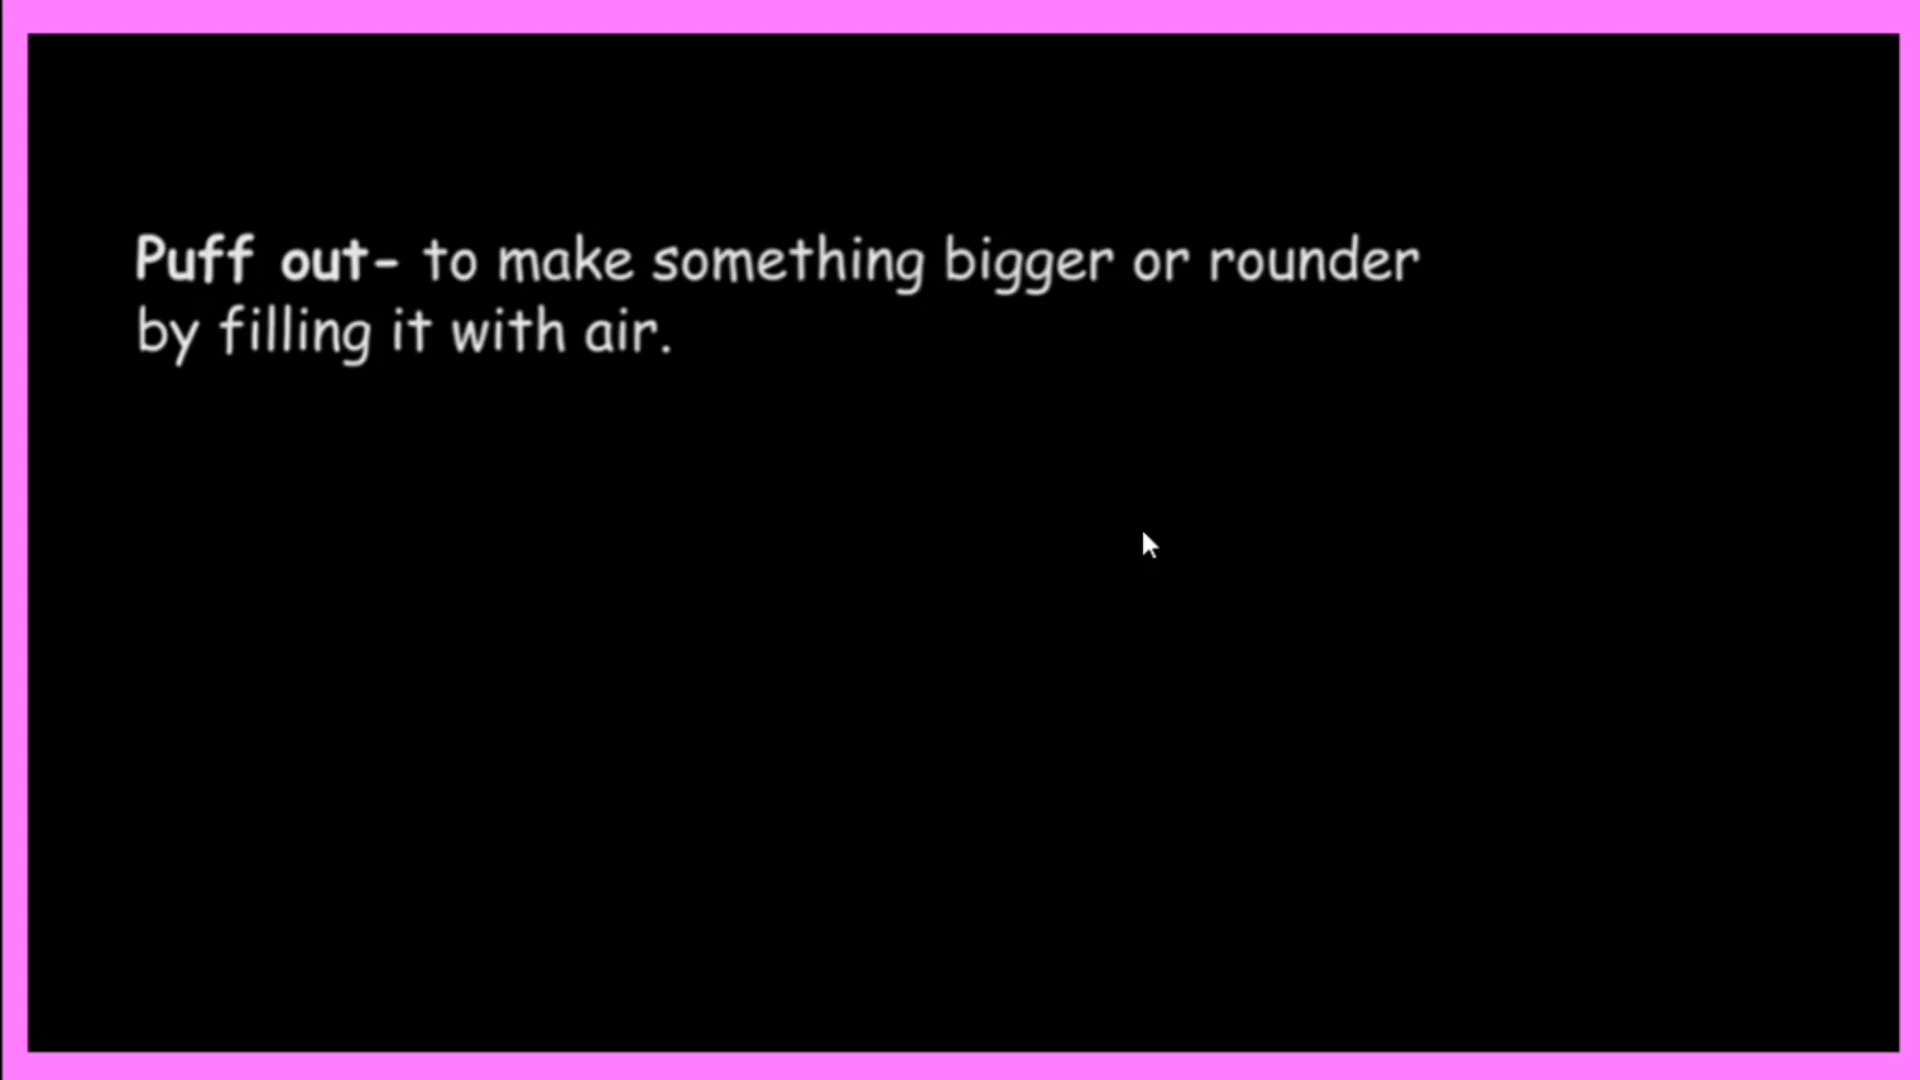 Puff out- to make something bigger or rounder
by filling it with air.